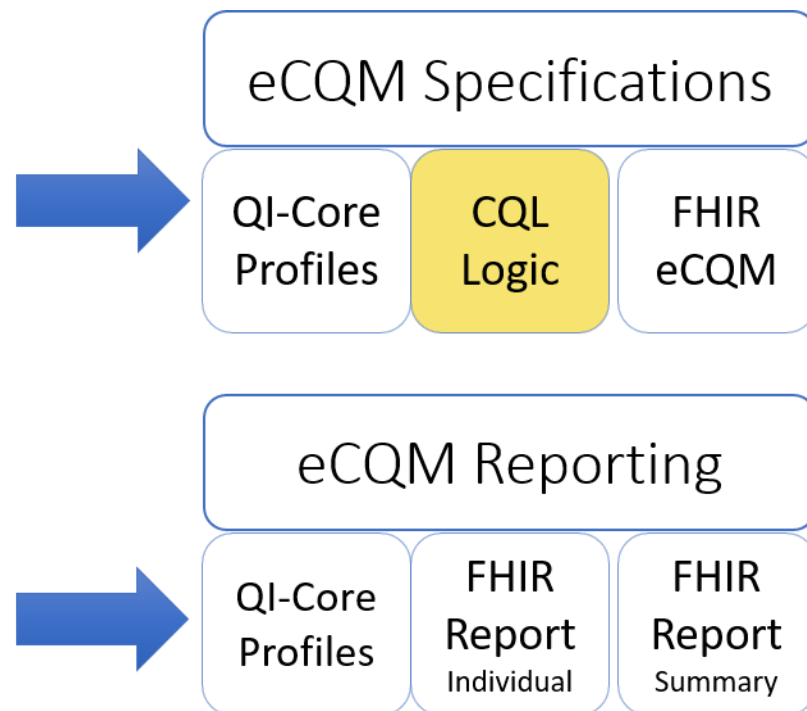 eCQM Specifications
QI-Core
Profiles
CQL
Logic
FHIR
eCQM
eCQM Reporting
QI-Core
Profiles
FHIR
Report
Individual
FHIR
Report
Summary